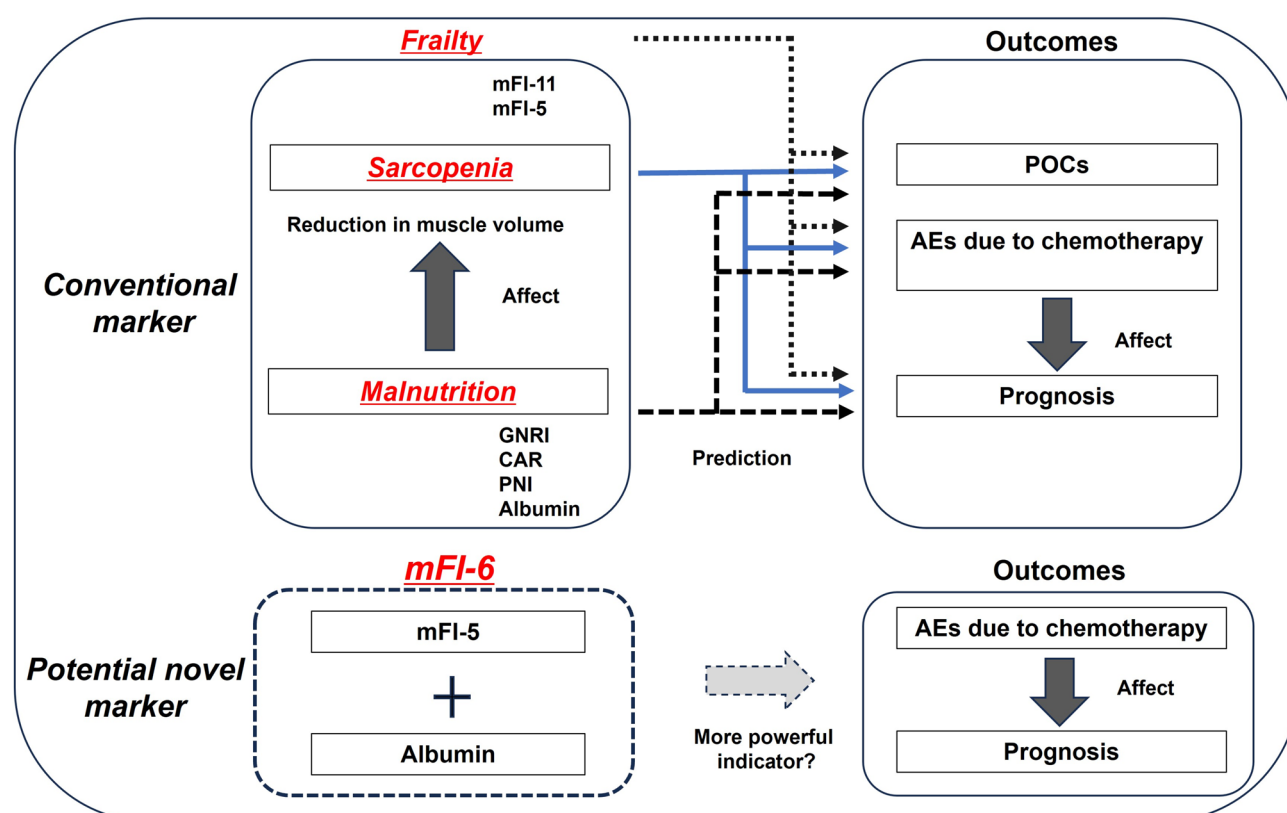 Frailty
Outcomes
mFI-11
mFI-5
Sarcopenia
POCs
Reduction in muscle volume
AEs due to chemotherapy
Conventional
marker
Affect
Affect
Malnutrition
Prognosis
GNRI
CAR
PNI
Albumin
Prediction
mFI-6
Outcomes
mFI-5
AEs due to chemotherapy
Potential novel
marker
+
Affect
More powerful
indicator?
Albumin
Prognosis